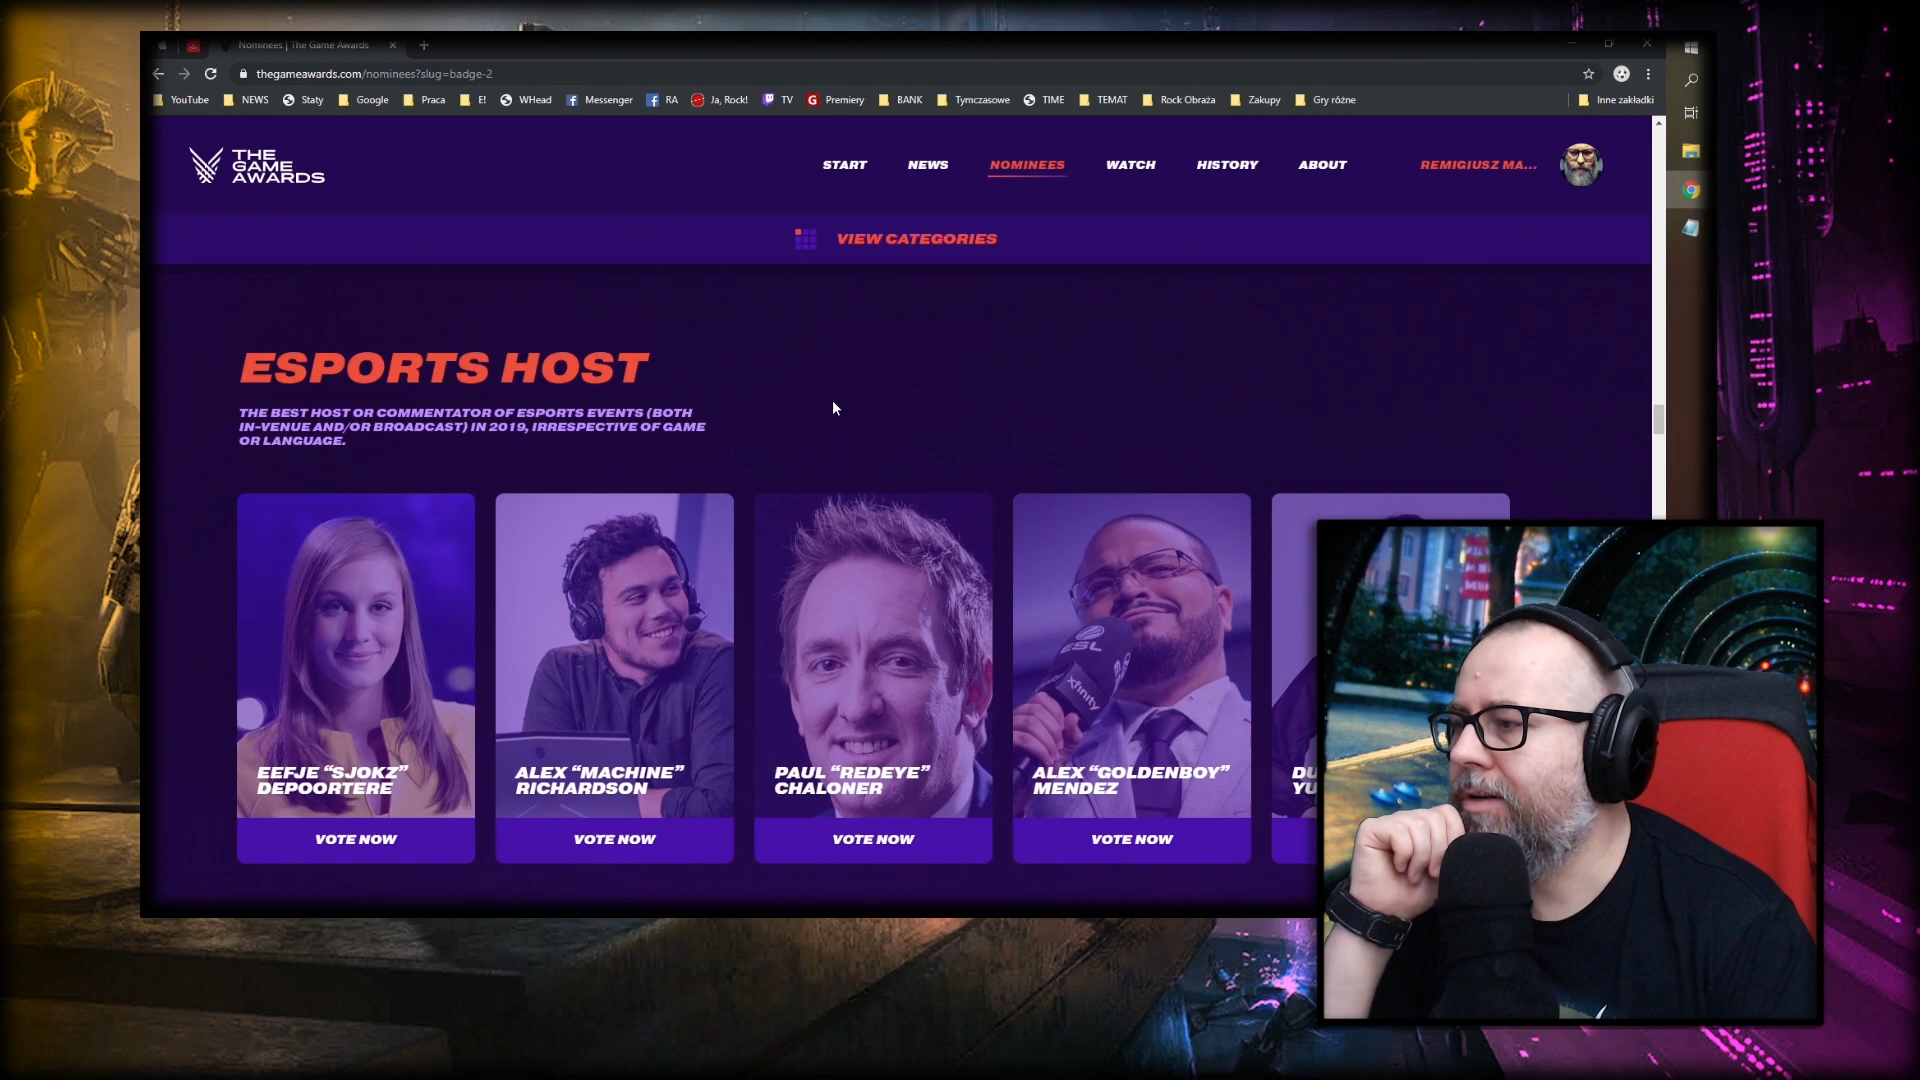 Nominees | The Game Awards
thegameawards.com/nominees?slug=badge-2
YouTube NEWS Staty Google Praca E! WHead Messenger RA Ja, Rock! TV Premiery BANK Tymczasowe TIME TEMAT Rock Obraza Zakupy Gry różne Inne zakładki
THE
GAME
AWARDS
START NEWS NOMINEES WATCH HISTORY ABOUT REMIGIUSZ MA...
VIEW CATEGORIES
ESPORTS HOST
THE BEST HOST OR COMMENTATOR OF ESPORTS EVENTS (BOTH
IN-VENUE AND/OR BROADCAST) IN 2019, IRRESPECTIVE OF GAME
OR LANGUAGE.
ESL
xfinity
EEFJE “SJOKZ”
DEPOORTERE
ALEX “MACHINE”
RICHARDSON
PAUL “REDEYE”
CHALONER
ALEX “GOLDENBOY”
MENDEZ
DU
YU
VOTE NOW
VOTE NOW
VOTE NOW
VOTE NOW